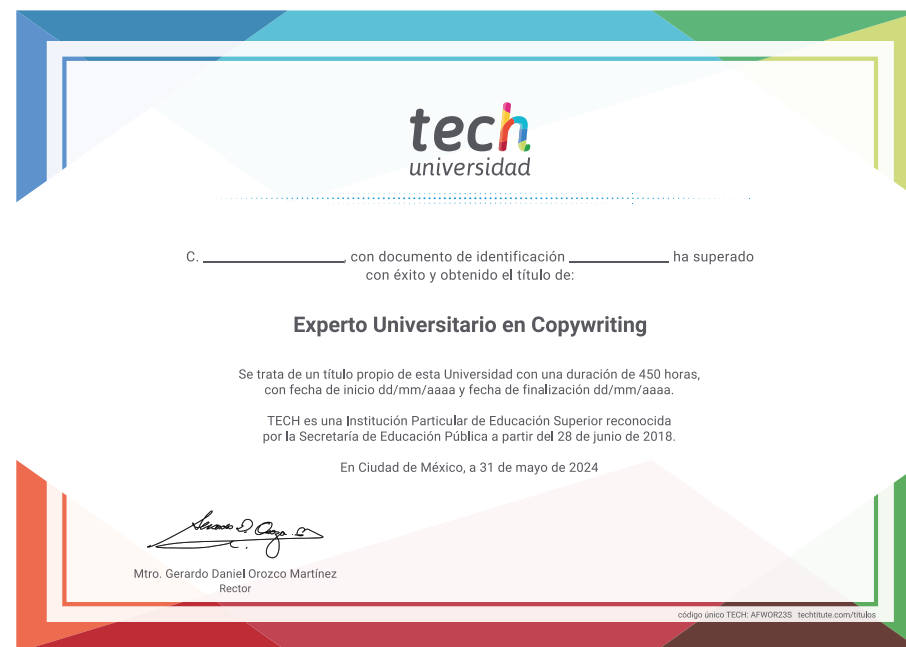 tech
universidad
C. ____________, con documento de identificación ____________ ha superado
con éxito y obtenido el título de:
Experto Universitario en Copywriting
Se trata de un título propio de esta Universidad con una duración de 450 horas,
con fecha de inicio dd/mm/aaaa y fecha de finalización dd/mm/aaaa.
TECH es una Institución Particular de Educación Superior reconocida
por la Secretaría de Educación Pública a partir del 28 de junio de 2018.
En Ciudad de México, a 31 de mayo de 2024
Mtro. Gerardo Daniel Orozco Martínez
Rector
código único TECH: AFWOR23S techtitute.com/titulos